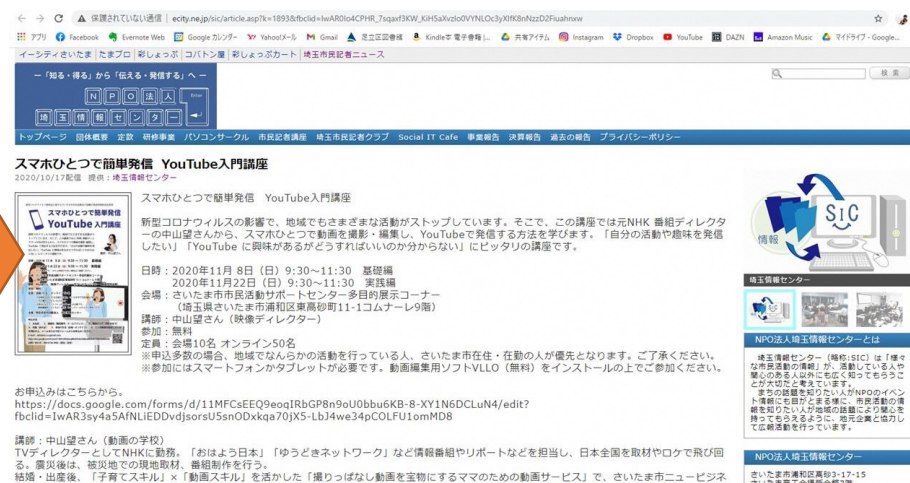 保護されていない通信 | ecity.ne.jp/sic/article.asp?k=1893&fbclid=IwAR0Io4CPHR_7sqaxf3KW_KiH5aXvzlo0VYNLOc3yXIfK8nNzzD2Fiuahnxw
アプリ Facebook Evernote Web Google カレンダー Yahoo!メール M Gmail 足立区図書館 Kindle本 電子書籍 |... 共有アイテム Instagram Dropbox YouTube DAZN Amazon Music マイドライブ - Google...
イーシティさいたま たまブロ 彩しょっぷ コバトン屋 彩しょっぷカート 埼玉市民記者ニュース
－「知る・得る」から「伝える・発信する」へ－
検 索
NPO法人 Enter
埼玉情報センター
トップページ 団体概要 定款 研修事業 パソコンサークル 市民記者講座 埼玉市民記者クラブ Social IT Cafe 事業報告 決算報告 過去の報告 プライバシーポリシー
スマホひとつで簡単発信 YouTube入門講座
2020/10/17配信 提供：埼玉情報センター
スマホひとつで簡単発信
YouTube入門講座
スマホひとつで簡単発信　YouTube入門講座
新型コロナウィルスの影響で、地域でもさまざまな活動がストップしています。そこで、この講座では元NHK 番組ディレクタ
ーの中山望さんから、スマホひとつで動画を撮影・編集し、YouTubeで発信する方法を学びます。「自分の活動や趣味を発信
したい」「YouTube に興味があるがどうすればいいのか分からない」にピッタリの講座です。
日時：2020年11月 8日（日）9:30～11:30　基礎編
2020年11月22日（日）9:30～11:30　実践編
会場：さいたま市市民活動サポートセンター多目的展示コーナー
（埼玉県さいたま市浦和区東高砂町11-1コムナーレ9階）
講師：中山望さん（映像ディレクター）
参加：無料
定員：会場10名 オンライン50名
※申込多数の場合、地域でなんらかの活動を行っている人、さいたま市在住・在勤の人が優先となります。ご了承ください。
※参加にはスマートフォンかタブレットが必要です。動画編集用ソフトVLLO（無料）をインストールの上でご参加ください。
お申込みはこちらから。
https://docs.google.com/forms/d/11MFCsEEQ9eoqIRbGP8n9oU0bbu6KB-8-XY1N6DCLuN4/edit?
fbclid=IwAR3sy4a5AfNLiEDDvdjsorsU5snODxkqa70jX5-LbJ4we34pCOLFU1omMD8
講師：中山望さん（動画の学校）
TVディレクターとしてNHKに勤務。「おはよう日本」「ゆうどきネットワーク」など情報番組やリポートなどを担当し、日本全国を取材やロケで飛び回
る。震災後は、被災地での現地取材、番組制作を行う。
結婚・出産後、「子育てスキル」×「動画スキル」を活かした「撮りっぱなし動画を宝物にするママのための動画サービス」で、さいたま市ニュービジネ
情報 SIC
埼玉情報センター
NPO法人埼玉情報センターとは
埼玉情報センター（略称:SIC）は「様々
な市民活動の情報」が、活動している人や
関心のある人以外にも広く知ってもらうこ
とが大切だと考えています。
まちの話題を知りたい人がNPOのイベン
ト情報にも目がとまる様に、市民活動の情
報を知りたい人が地域の話題により関心を
持ってもらえるように、地元企業と協力し
て広報活動を行っています。
NPO法人埼玉情報センター
さいたま市浦和区高砂3-17-15